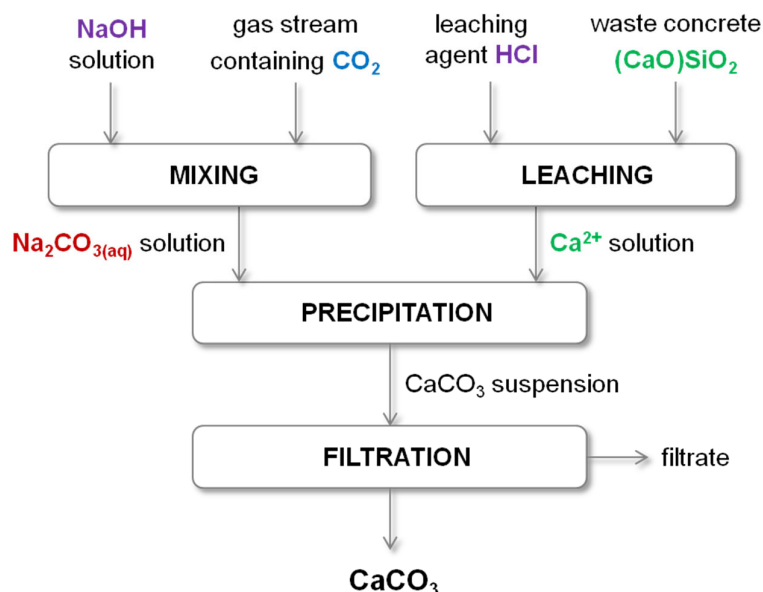 NaOH
solution
gas stream
containing CO₂
leaching
agent HCl
waste concrete
(CaO)SiO₂
MIXING
LEACHING
Na₂CO₃(aq) solution
Ca²⁺ solution
PRECIPITATION
CaCO₃ suspension
FILTRATION
filtrate
CaCO₃